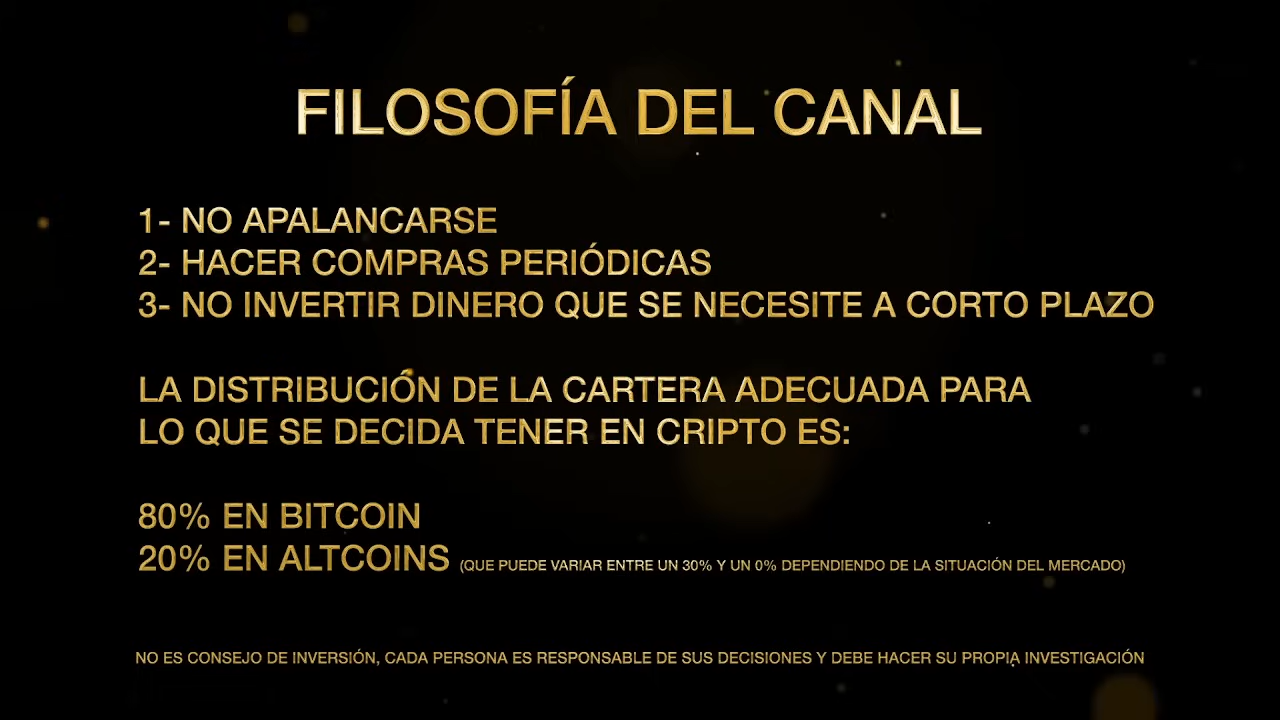 FILOSOFÍA DEL CANAL
1- NO APALANCARSE
2- HACER COMPRAS PERIÓDICAS
3- NO INVERTIR DINERO QUE SE NECESITE A CORTO PLAZO
LA DISTRIBUCIÓN DE LA CARTERA ADECUADA PARA
LO QUE SE DECIDA TENER EN CRIPTO ES:
80% EN BITCOIN
20% EN ALTCOINS (QUE PUEDE VARIAR ENTRE UN 30% Y UN 0% DEPENDIENDO DE LA SITUACIÓN DEL MERCADO)
NO ES CONSEJO DE INVERSIÓN, CADA PERSONA ES RESPONSABLE DE SUS DECISIONES Y DEBE HACER SU PROPIA INVESTIGACIÓN